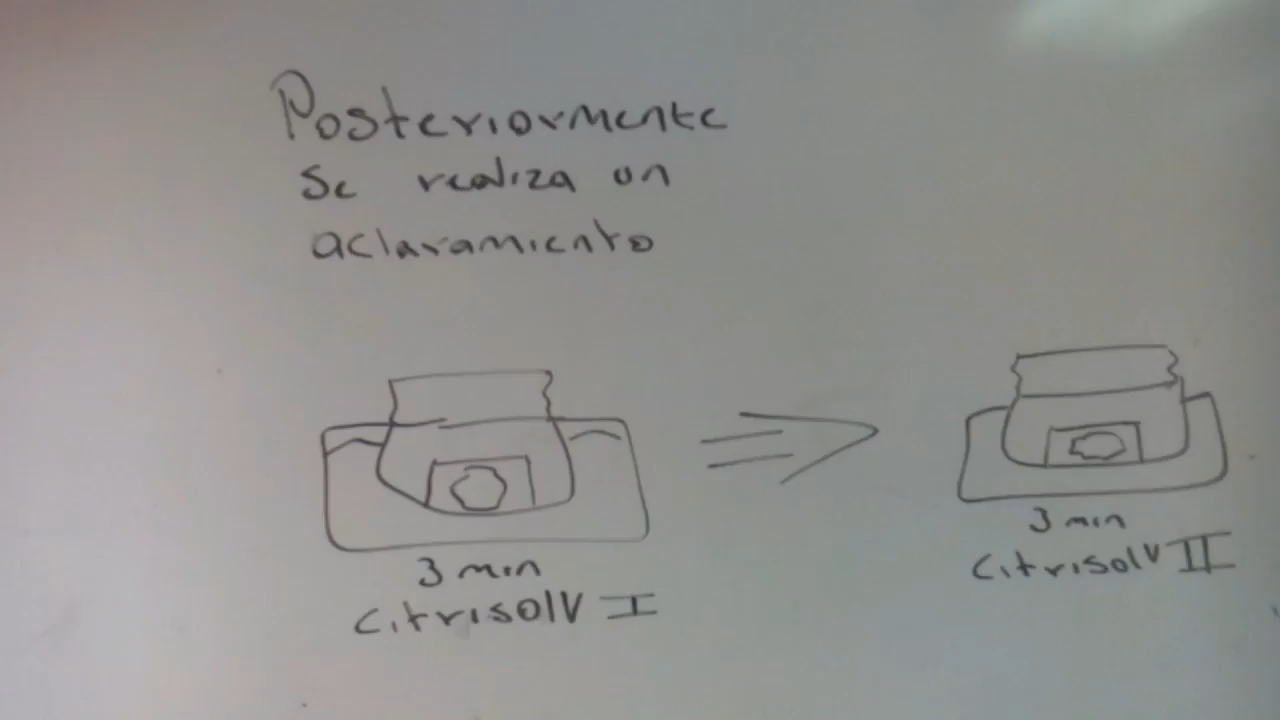 Posteriormente
Se realiza un
aclaramiento
3 min
Citrisolv I
3 min
Citrisolv II